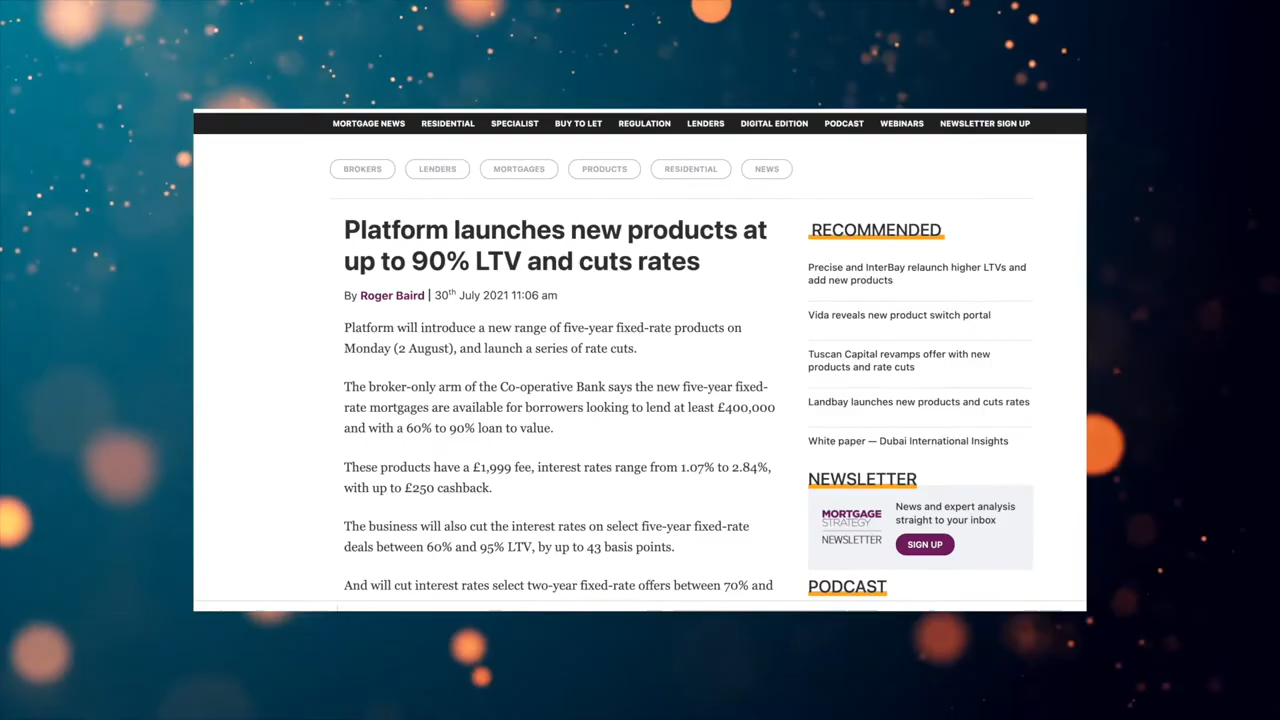 MORTGAGE NEWS RESIDENTIAL SPECIALIST BUY TO LET REGULATION LENDERS DIGITAL EDITION PODCAST WEBINARS NEWSLETTER SIGN UP
BROKERS LENDERS MORTGAGES PRODUCTS RESIDENTIAL NEWS
Platform launches new products at
up to 90% LTV and cuts rates
By Roger Baird | 30th July 2021 11:06 am
Platform will introduce a new range of five-year fixed-rate products on
Monday (2 August), and launch a series of rate cuts.
The broker-only arm of the Co-operative Bank says the new five-year fixed-
rate mortgages are available for borrowers looking to lend at least £400,000
and with a 60% to 90% loan to value.
These products have a £1,999 fee, interest rates range from 1.07% to 2.84%,
with up to £250 cashback.
The business will also cut the interest rates on select five-year fixed-rate
deals between 60% and 95% LTV, by up to 43 basis points.
And will cut interest rates select two-year fixed-rate offers between 70% and
RECOMMENDED
Precise and InterBay relaunch higher LTVs and
add new products
Vida reveals new product switch portal
Tuscan Capital revamps offer with new
products and rate cuts
Landbay launches new products and cuts rates
White paper — Dubai International Insights
NEWSLETTER
MORTGAGE
STRATEGY
NEWSLETTER
News and expert analysis
straight to your inbox
SIGN UP
PODCAST